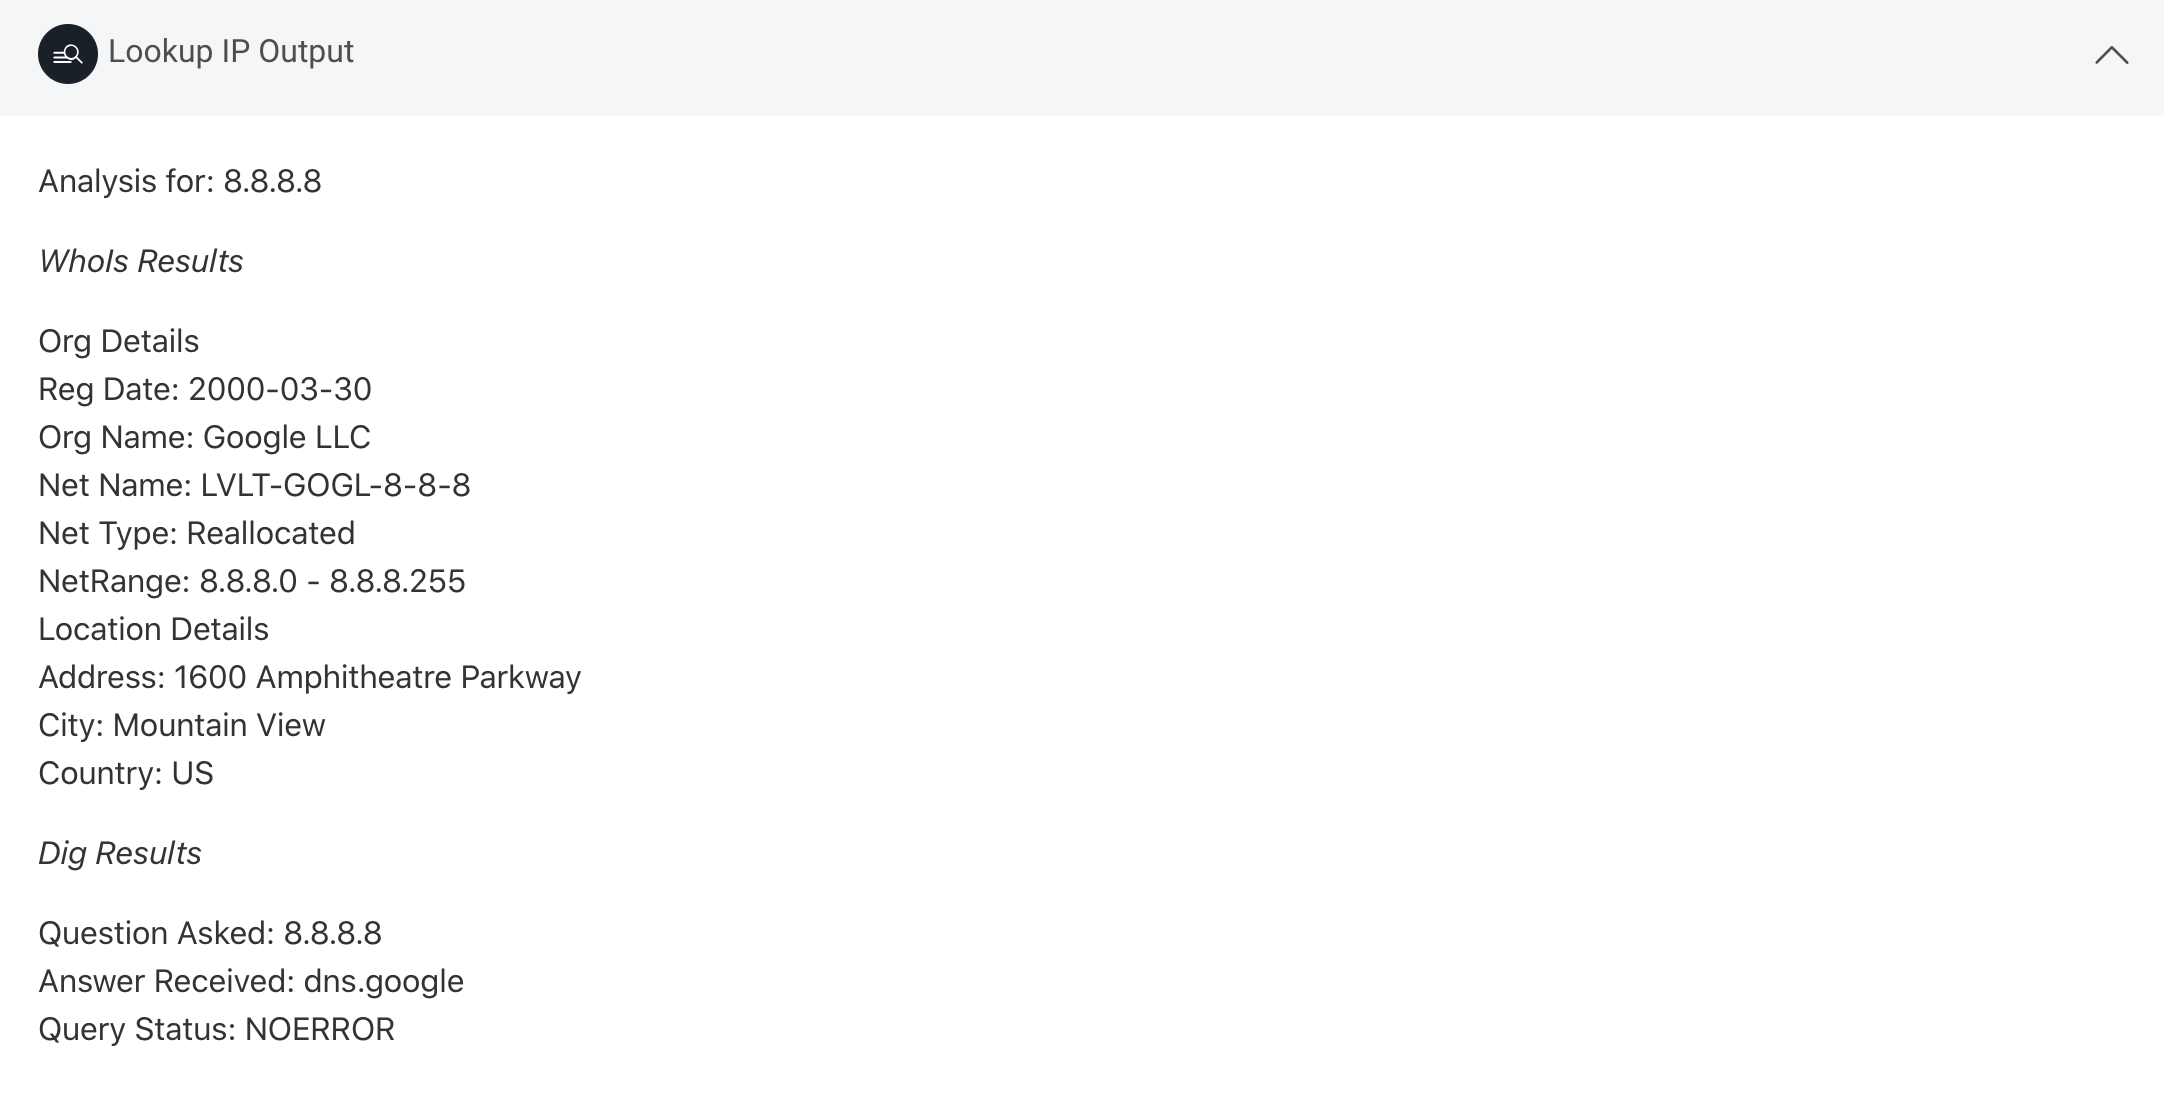 Lookup IP Output
Analysis for: 8.8.8.8
WhoIs Results
Org Details
Reg Date: 2000-03-30
Org Name: Google LLC
Net Name: LVLT-GOGL-8-8-8
Net Type: Reallocated
NetRange: 8.8.8.0 - 8.8.8.255
Location Details
Address: 1600 Amphitheatre Parkway
City: Mountain View
Country: US
Dig Results
Question Asked: 8.8.8.8
Answer Received: dns.google
Query Status: NOERROR